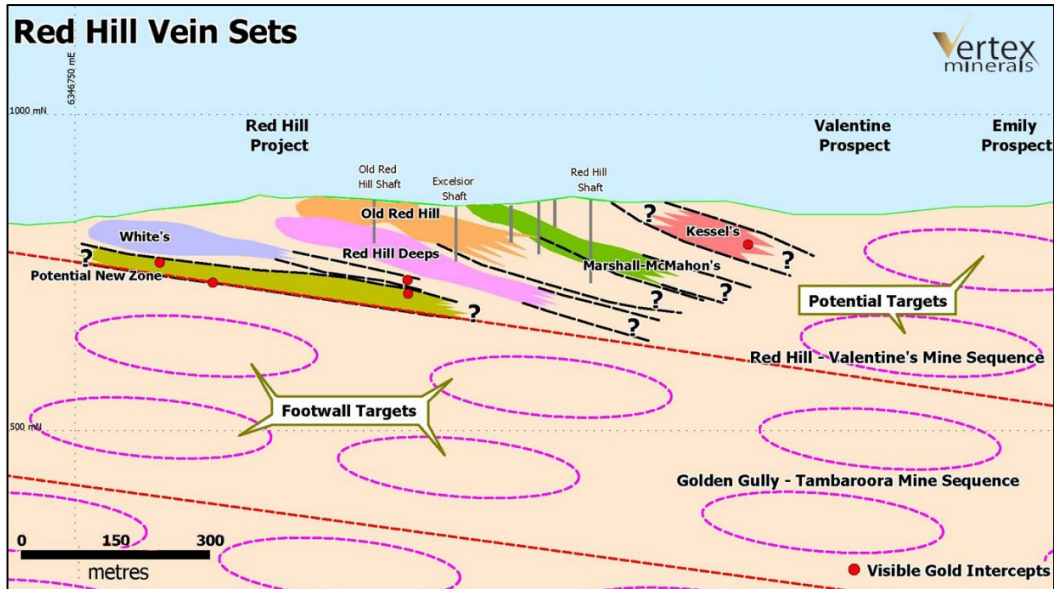 Red Hill Vein Sets
Vertex
minerals
6346750 mE
1000 mN
Red Hill
Project
Valentine
Prospect
Emily
Prospect
Old Red
Hill Shaft
Excelsior
Shaft
Red Hill
Shaft
Old Red Hill
?
Kessel's
White's
Red Hill Deeps
Marshall-McMahon's
?
?
Potential New Zone
?
?
?
?
Potential Targets
Red Hill - Valentine's Mine Sequence
Footwall Targets
500 mN
Golden Gully - Tambaroora Mine Sequence
0 150 300
metres
Visible Gold Intercepts